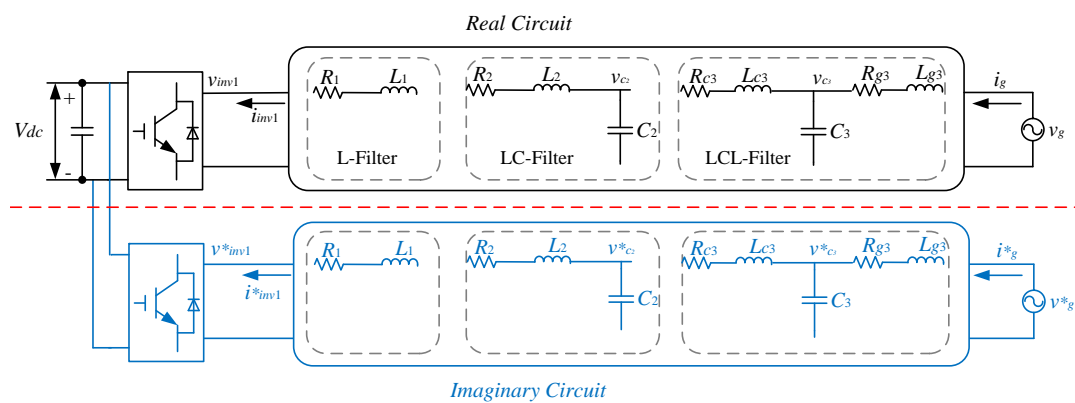 Real Circuit
R1 L1 R2 L2 vc2 Rc3 Lc3 vc3 Rg3 Lg3
vinv1 ig
+
iinv1
Vdc C2 C3 vg
L-Filter LC-Filter LCL-Filter
-
R1 L1 R2 L2 v*c2 Rc3 Lc3 v*c3 Rg3 Lg3
v*inv1 i*g
i*inv1 C2 C3 v*g
Imaginary Circuit